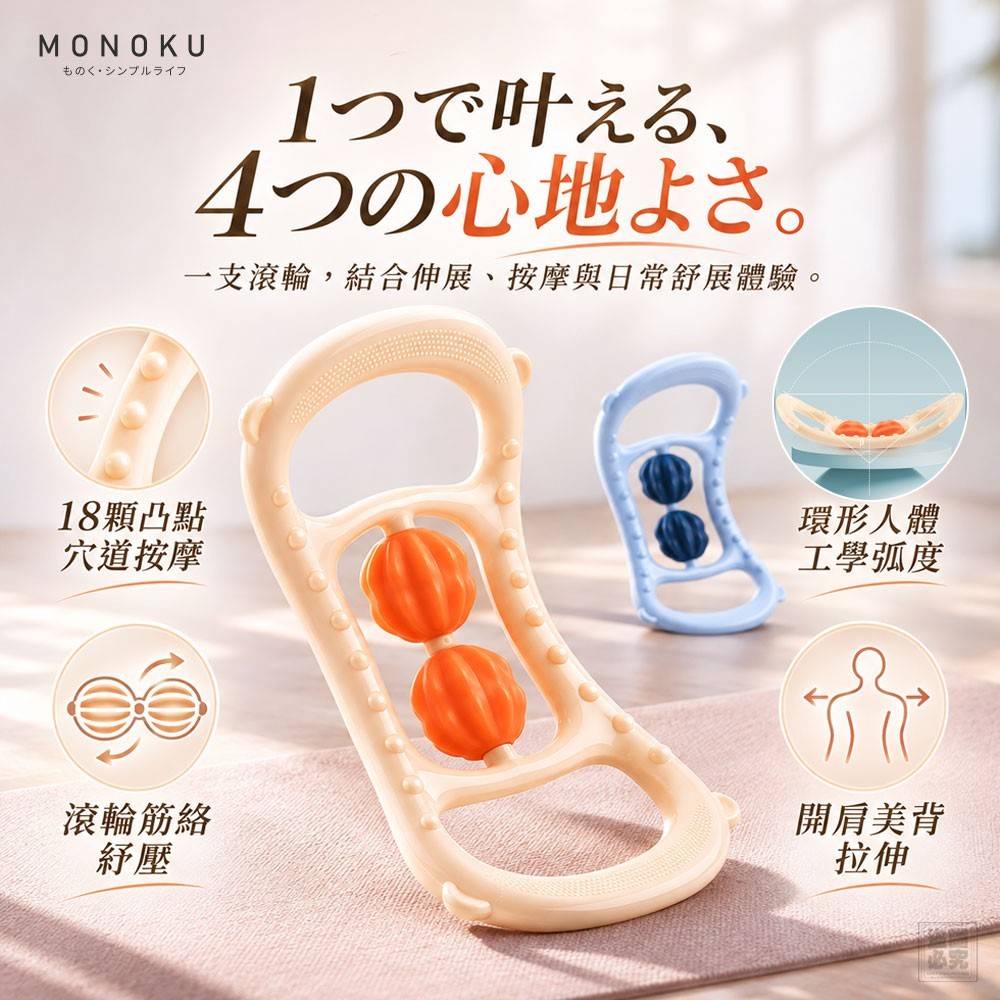 MONOKU
ものく・シンプルライフ
1つで叶える、
4つの心地よさ。
一支滾輪，結合伸展、按摩與日常舒展體驗。
18顆凸點
穴道按摩
環形人體
工學弧度
滾輪筋絡
紓壓
開肩美背
拉伸
必究